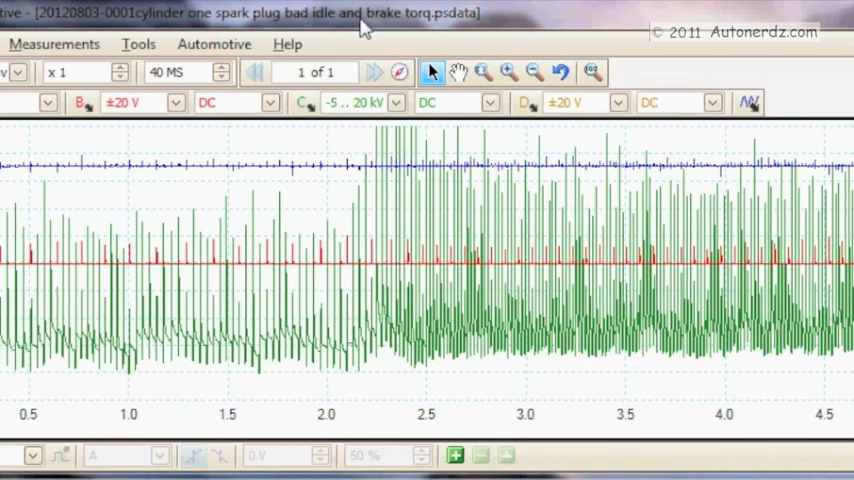 tive - [20120803-0001cylinder one spark plug bad idle and brake torq.psdata]
© 2011 Autonerdz.com
Measurements Tools Automotive Help
v x 1 40 MS 1 of 1
B ±20 V DC C -5 .. 20 kV DC D ±20 V DC
0.5 1.0 1.5 2.0 2.5 3.0 3.5 4.0 4.5
A 0 V 50 %